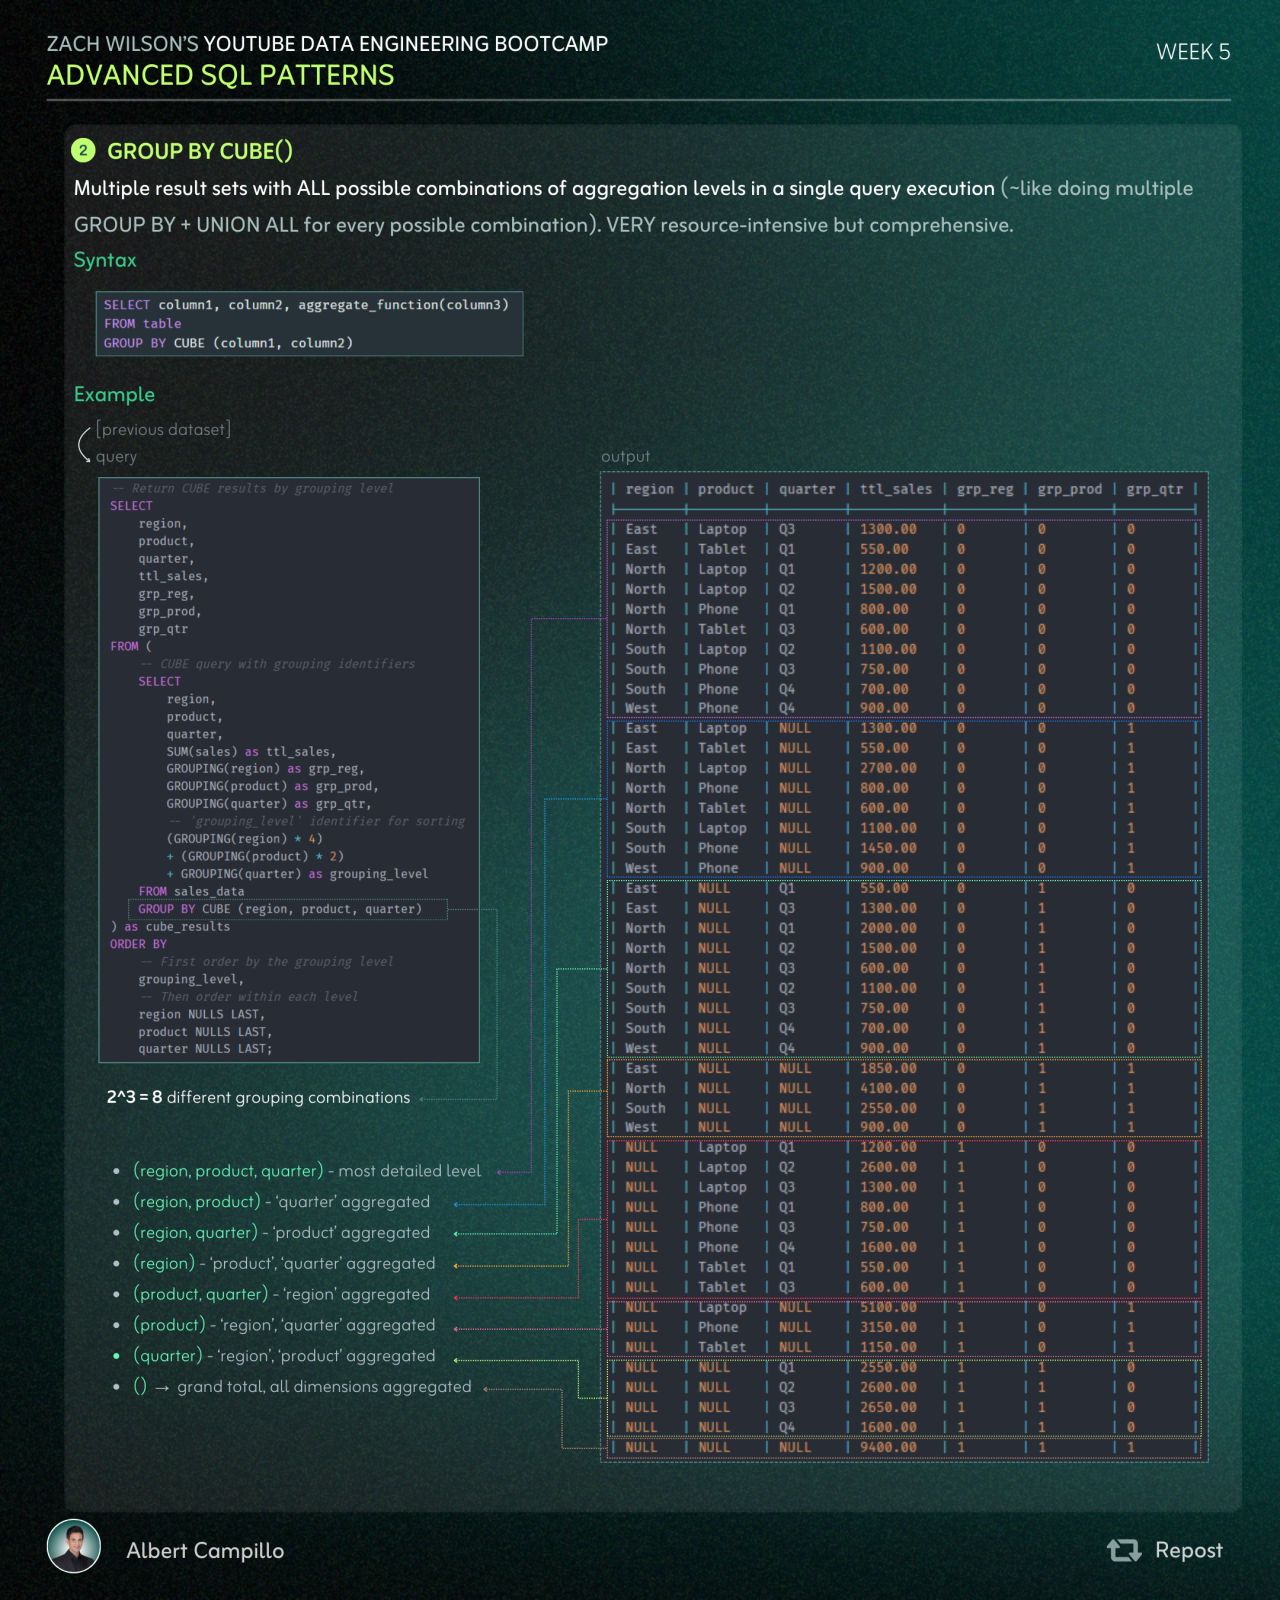 ZACH WILSON'S YOUTUBE DATA ENGINEERING BOOTCAMP
ADVANCED SQL PATTERNS
WEEK 5
2 GROUP BY CUBE()
Multiple result sets with ALL possible combinations of aggregation levels in a single query execution (~like doing multiple
GROUP BY + UNION ALL for every possible combination). VERY resource-intensive but comprehensive.
Syntax
SELECT column1, column2, aggregate_function(column3)
FROM table
GROUP BY CUBE (column1, column2)
Example
[previous dataset]
query
-- Return CUBE results by grouping level
SELECT
region,
product,
quarter,
ttl_sales,
grp_reg,
grp_prod,
grp_qtr
FROM (
-- CUBE query with grouping identifiers
SELECT
region,
product,
quarter,
SUM(sales) as ttl_sales,
GROUPING(region) as grp_reg,
GROUPING(product) as grp_prod,
GROUPING(quarter) as grp_qtr,
-- 'grouping_level' identifier for sorting
(GROUPING(region) * 4)
+ (GROUPING(product) * 2)
+ GROUPING(quarter) as grouping_level
FROM sales_data
GROUP BY CUBE (region, product, quarter)
) as cube_results
ORDER BY
-- First order by the grouping level
grouping_level,
-- Then order within each level
region NULLS LAST,
product NULLS LAST,
quarter NULLS LAST;
2^3 = 8 different grouping combinations
• (region, product, quarter) - most detailed level
• (region, product) - 'quarter' aggregated
• (region, quarter) - 'product' aggregated
• (region) - 'product', 'quarter' aggregated
• (product, quarter) - 'region' aggregated
• (product) - 'region', 'quarter' aggregated
• (quarter) - 'region', 'product' aggregated
• () → grand total, all dimensions aggregated
output
| region | product | quarter | ttl_sales | grp_reg | grp_prod | grp_qtr |
| East | Laptop | Q3 | 1300.00 | 0 | 0 | 0 |
| East | Tablet | Q1 | 550.00 | 0 | 0 | 0 |
| North | Laptop | Q1 | 1200.00 | 0 | 0 | 0 |
| North | Laptop | Q2 | 1500.00 | 0 | 0 | 0 |
| North | Phone | Q1 | 800.00 | 0 | 0 | 0 |
| North | Tablet | Q3 | 600.00 | 0 | 0 | 0 |
| South | Laptop | Q2 | 1100.00 | 0 | 0 | 0 |
| South | Phone | Q3 | 750.00 | 0 | 0 | 0 |
| South | Phone | Q4 | 700.00 | 0 | 0 | 0 |
| West | Phone | Q4 | 900.00 | 0 | 0 | 0 |
| East | Laptop | NULL | 1300.00 | 0 | 0 | 1 |
| East | Tablet | NULL | 550.00 | 0 | 0 | 1 |
| North | Laptop | NULL | 2700.00 | 0 | 0 | 1 |
| North | Phone | NULL | 800.00 | 0 | 0 | 1 |
| North | Tablet | NULL | 600.00 | 0 | 0 | 1 |
| South | Laptop | NULL | 1100.00 | 0 | 0 | 1 |
| South | Phone | NULL | 1450.00 | 0 | 0 | 1 |
| West | Phone | NULL | 900.00 | 0 | 0 | 1 |
| East | NULL | Q1 | 550.00 | 0 | 1 | 0 |
| East | NULL | Q3 | 1300.00 | 0 | 1 | 0 |
| North | NULL | Q1 | 2000.00 | 0 | 1 | 0 |
| North | NULL | Q2 | 1500.00 | 0 | 1 | 0 |
| North | NULL | Q3 | 600.00 | 0 | 1 | 0 |
| South | NULL | Q2 | 1100.00 | 0 | 1 | 0 |
| South | NULL | Q3 | 750.00 | 0 | 1 | 0 |
| South | NULL | Q4 | 700.00 | 0 | 1 | 0 |
| West | NULL | Q4 | 900.00 | 0 | 1 | 0 |
| East | NULL | NULL | 1850.00 | 0 | 1 | 1 |
| North | NULL | NULL | 4100.00 | 0 | 1 | 1 |
| South | NULL | NULL | 2550.00 | 0 | 1 | 1 |
| West | NULL | NULL | 900.00 | 0 | 1 | 1 |
| NULL | Laptop | Q1 | 1200.00 | 1 | 0 | 0 |
| NULL | Laptop | Q2 | 2600.00 | 1 | 0 | 0 |
| NULL | Laptop | Q3 | 1300.00 | 1 | 0 | 0 |
| NULL | Phone | Q1 | 800.00 | 1 | 0 | 0 |
| NULL | Phone | Q3 | 750.00 | 1 | 0 | 0 |
| NULL | Phone | Q4 | 1600.00 | 1 | 0 | 0 |
| NULL | Tablet | Q1 | 550.00 | 1 | 0 | 0 |
| NULL | Tablet | Q3 | 600.00 | 1 | 0 | 0 |
| NULL | Laptop | NULL | 5100.00 | 1 | 0 | 1 |
| NULL | Phone | NULL | 3150.00 | 1 | 0 | 1 |
| NULL | Tablet | NULL | 1150.00 | 1 | 0 | 1 |
| NULL | NULL | Q1 | 2550.00 | 1 | 1 | 0 |
| NULL | NULL | Q2 | 2600.00 | 1 | 1 | 0 |
| NULL | NULL | Q3 | 2650.00 | 1 | 1 | 0 |
| NULL | NULL | Q4 | 1600.00 | 1 | 1 | 0 |
| NULL | NULL | NULL | 9400.00 | 1 | 1 | 1 |
Albert Campillo
Repost